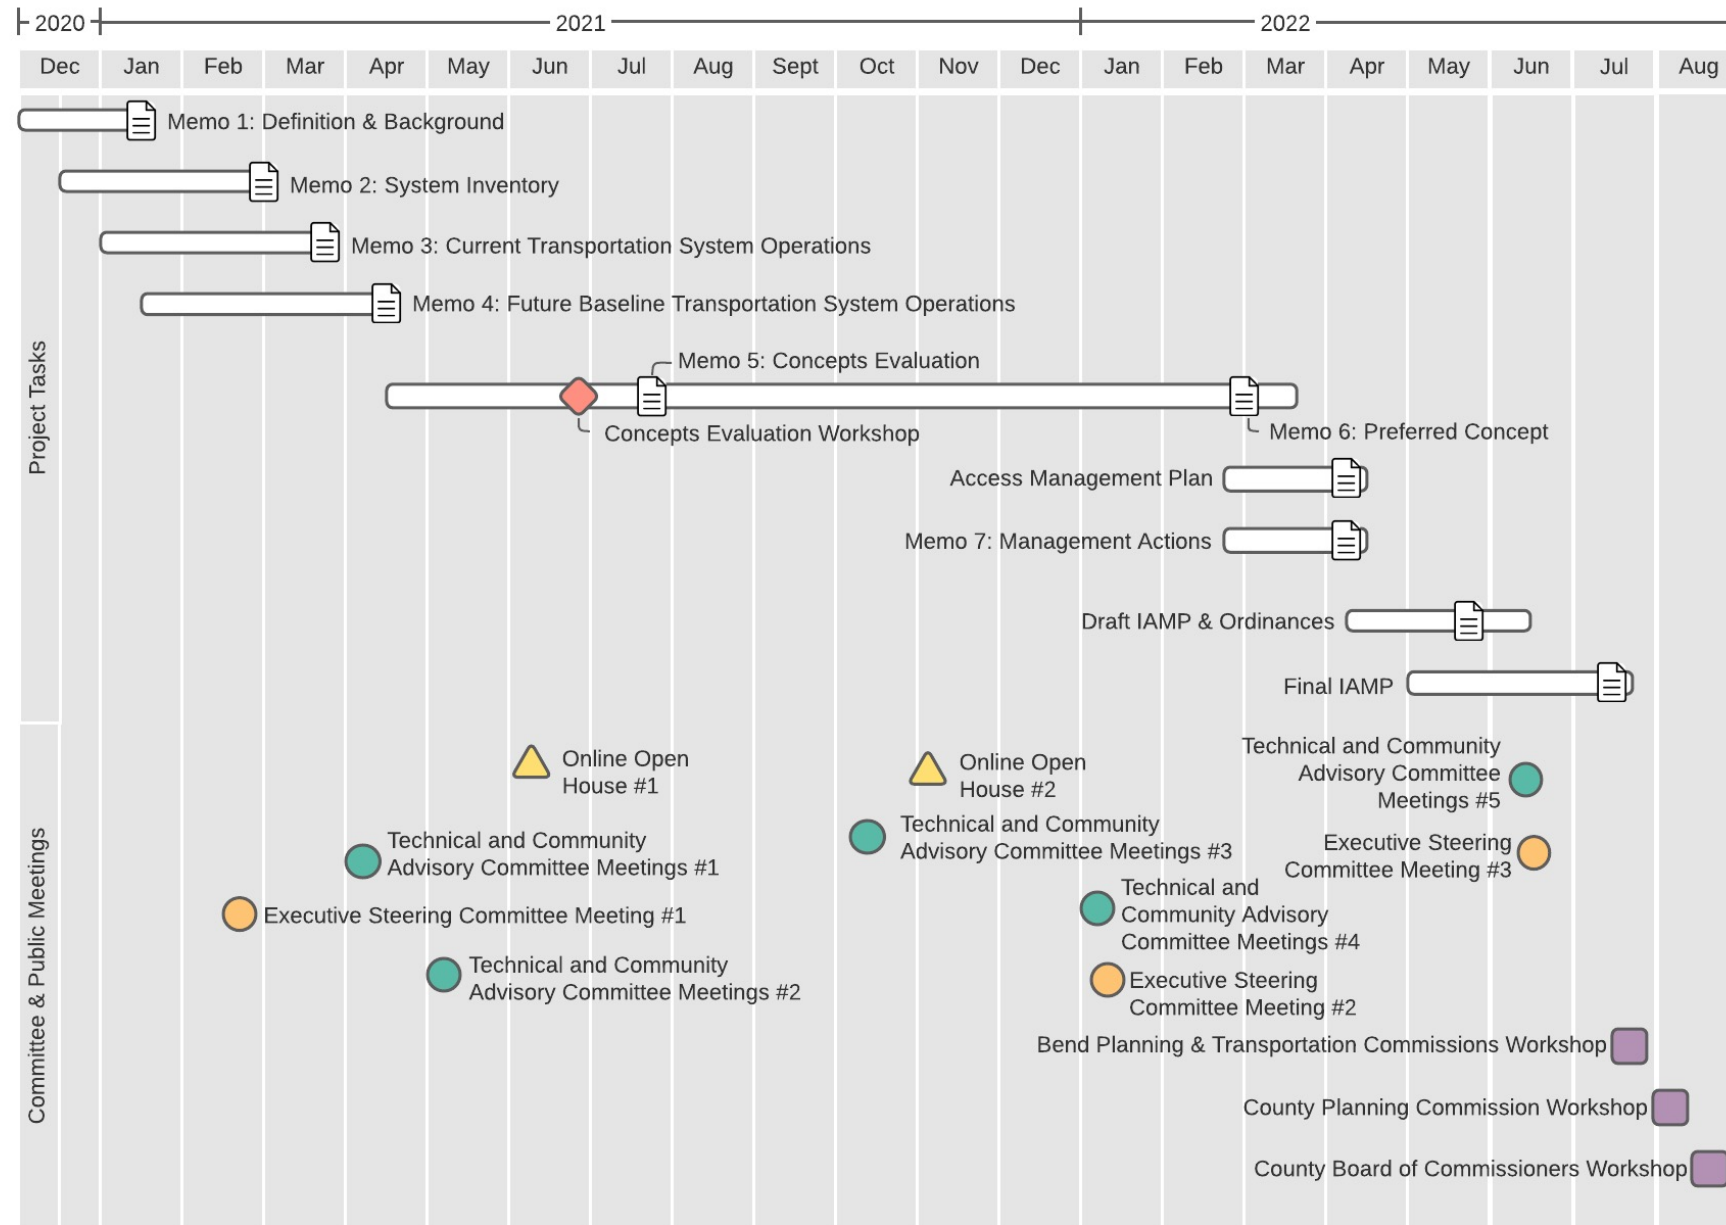 2020 2021 2022
Dec Jan Feb Mar Apr May Jun Jul Aug Sept Oct Nov Dec Jan Feb Mar Apr May Jun Jul Aug
Project Tasks
Memo 1: Definition & Background
Memo 2: System Inventory
Memo 3: Current Transportation System Operations
Memo 4: Future Baseline Transportation System Operations
Memo 5: Concepts Evaluation
Concepts Evaluation Workshop
Memo 6: Preferred Concept
Access Management Plan
Memo 7: Management Actions
Draft IAMP & Ordinances
Final IAMP
Committee & Public Meetings
Online Open
House #1
Online Open
House #2
Technical and Community
Advisory Committee
Meetings #5
Technical and Community
Advisory Committee Meetings #1
Technical and Community
Advisory Committee Meetings #3
Executive Steering
Committee Meeting #3
Executive Steering Committee Meeting #1
Technical and
Community Advisory
Committee Meetings #4
Technical and Community
Advisory Committee Meetings #2
Executive Steering
Committee Meeting #2
Bend Planning & Transportation Commissions Workshop
County Planning Commission Workshop
County Board of Commissioners Workshop